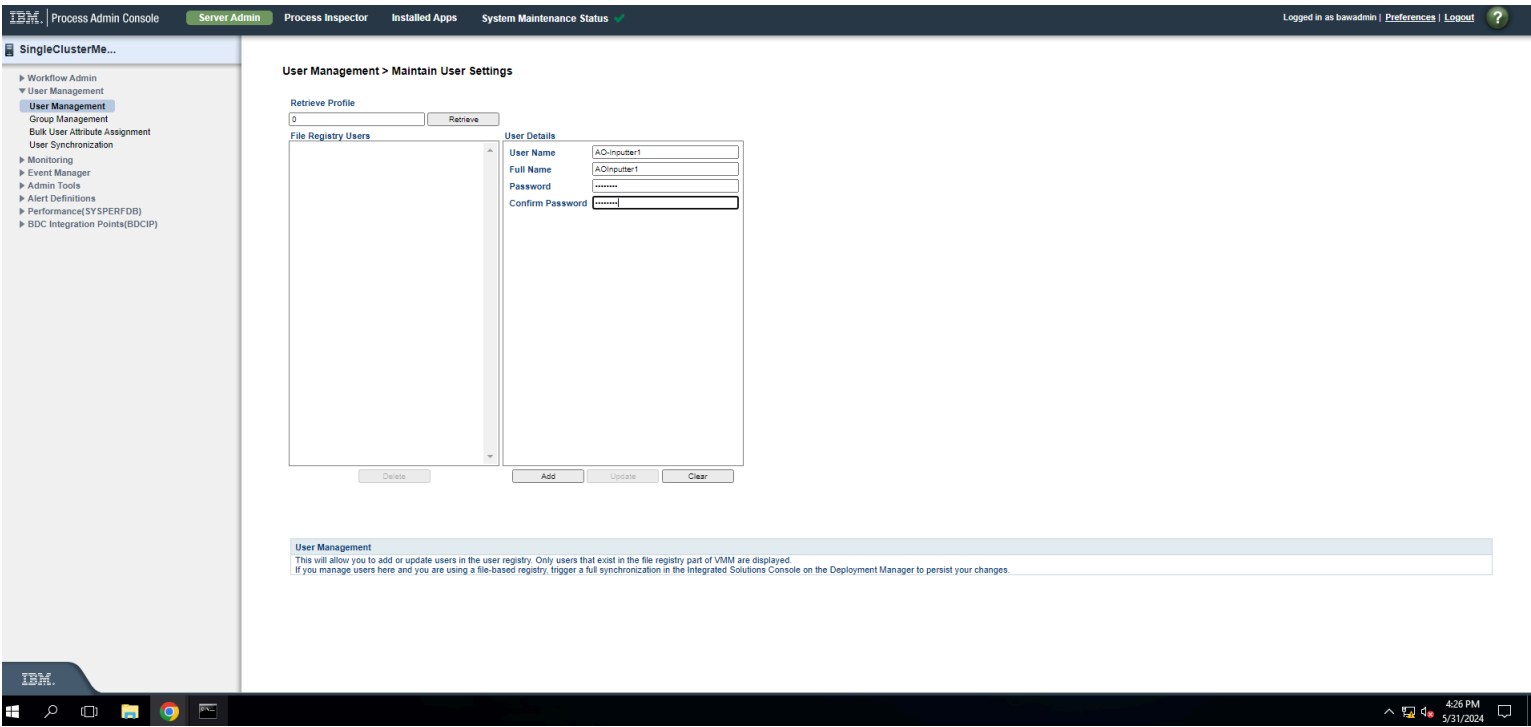 IBM. Process Admin Console Server Admin Process Inspector Installed Apps System Maintenance Status Logged in as bawadmin | Preferences | Logout ?
SingleClusterMe...
Workflow Admin
User Management
User Management
Group Management
Bulk User Attribute Assignment
User Synchronization
Monitoring
Event Manager
Admin Tools
Alert Definitions
Performance(SYSPERFDB)
BDC Integration Points(BDCIP)
User Management > Maintain User Settings
Retrieve Profile
0 Retrieve
File Registry Users
User Details
User Name AO-Inputter1
Full Name AOInputter1
Password ••••••••
Confirm Password ••••••••
Delete
Add Update Clear
User Management
This will allow you to add or update users in the user registry. Only users that exist in the file registry part of VMM are displayed.
If you manage users here and you are using a file-based registry, trigger a full synchronization in the Integrated Solutions Console on the Deployment Manager to persist your changes.
IBM.
4:26 PM
5/31/2024